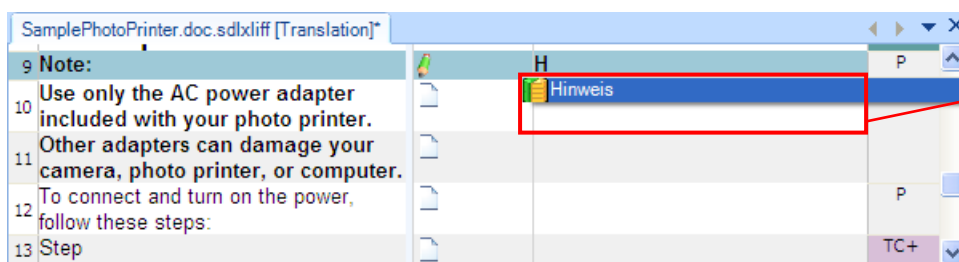 SamplePhotoPrinter.doc.sdlxliff [Translation]*
9 Note: H P
Hinweis
10 Use only the AC power adapter
included with your photo printer.
11 Other adapters can damage your
camera, photo printer, or computer.
12 To connect and turn on the power, P
follow these steps:
13 Step TC+